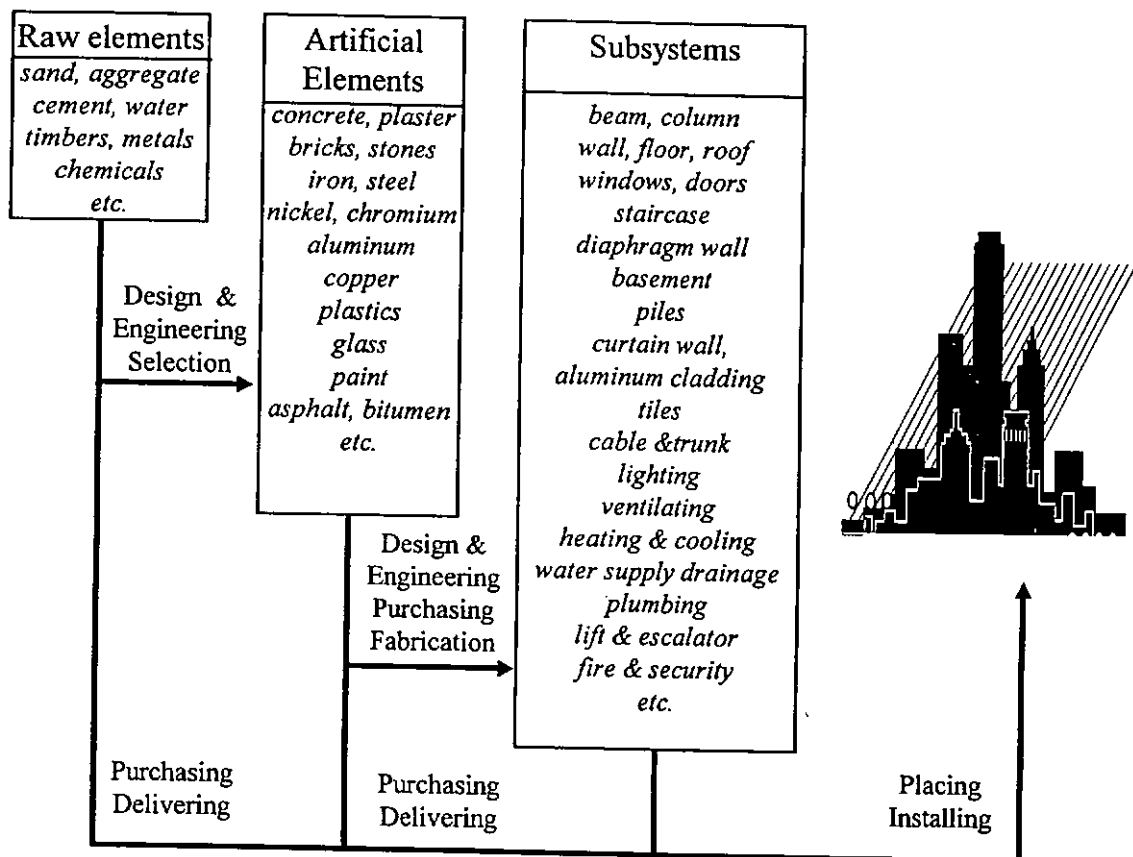 Raw elements
sand, aggregate
cement, water
timbers, metals
chemicals
etc.
Artificial
Elements
concrete, plaster
bricks, stones
iron, steel
nickel, chromium
aluminum
copper
plastics
glass
paint
asphalt, bitumen
etc.
Subsystems
beam, column
wall, floor, roof
windows, doors
staircase
diaphragm wall
basement
piles
curtain wall,
aluminum cladding
tiles
cable &trunk
lighting
ventilating
heating & cooling
water supply drainage
plumbing
lift & escalator
fire & security
etc.
Design &
Engineering
Selection
Design &
Engineering
Purchasing
Fabrication
Purchasing
Delivering
Purchasing
Delivering
Placing
Installing